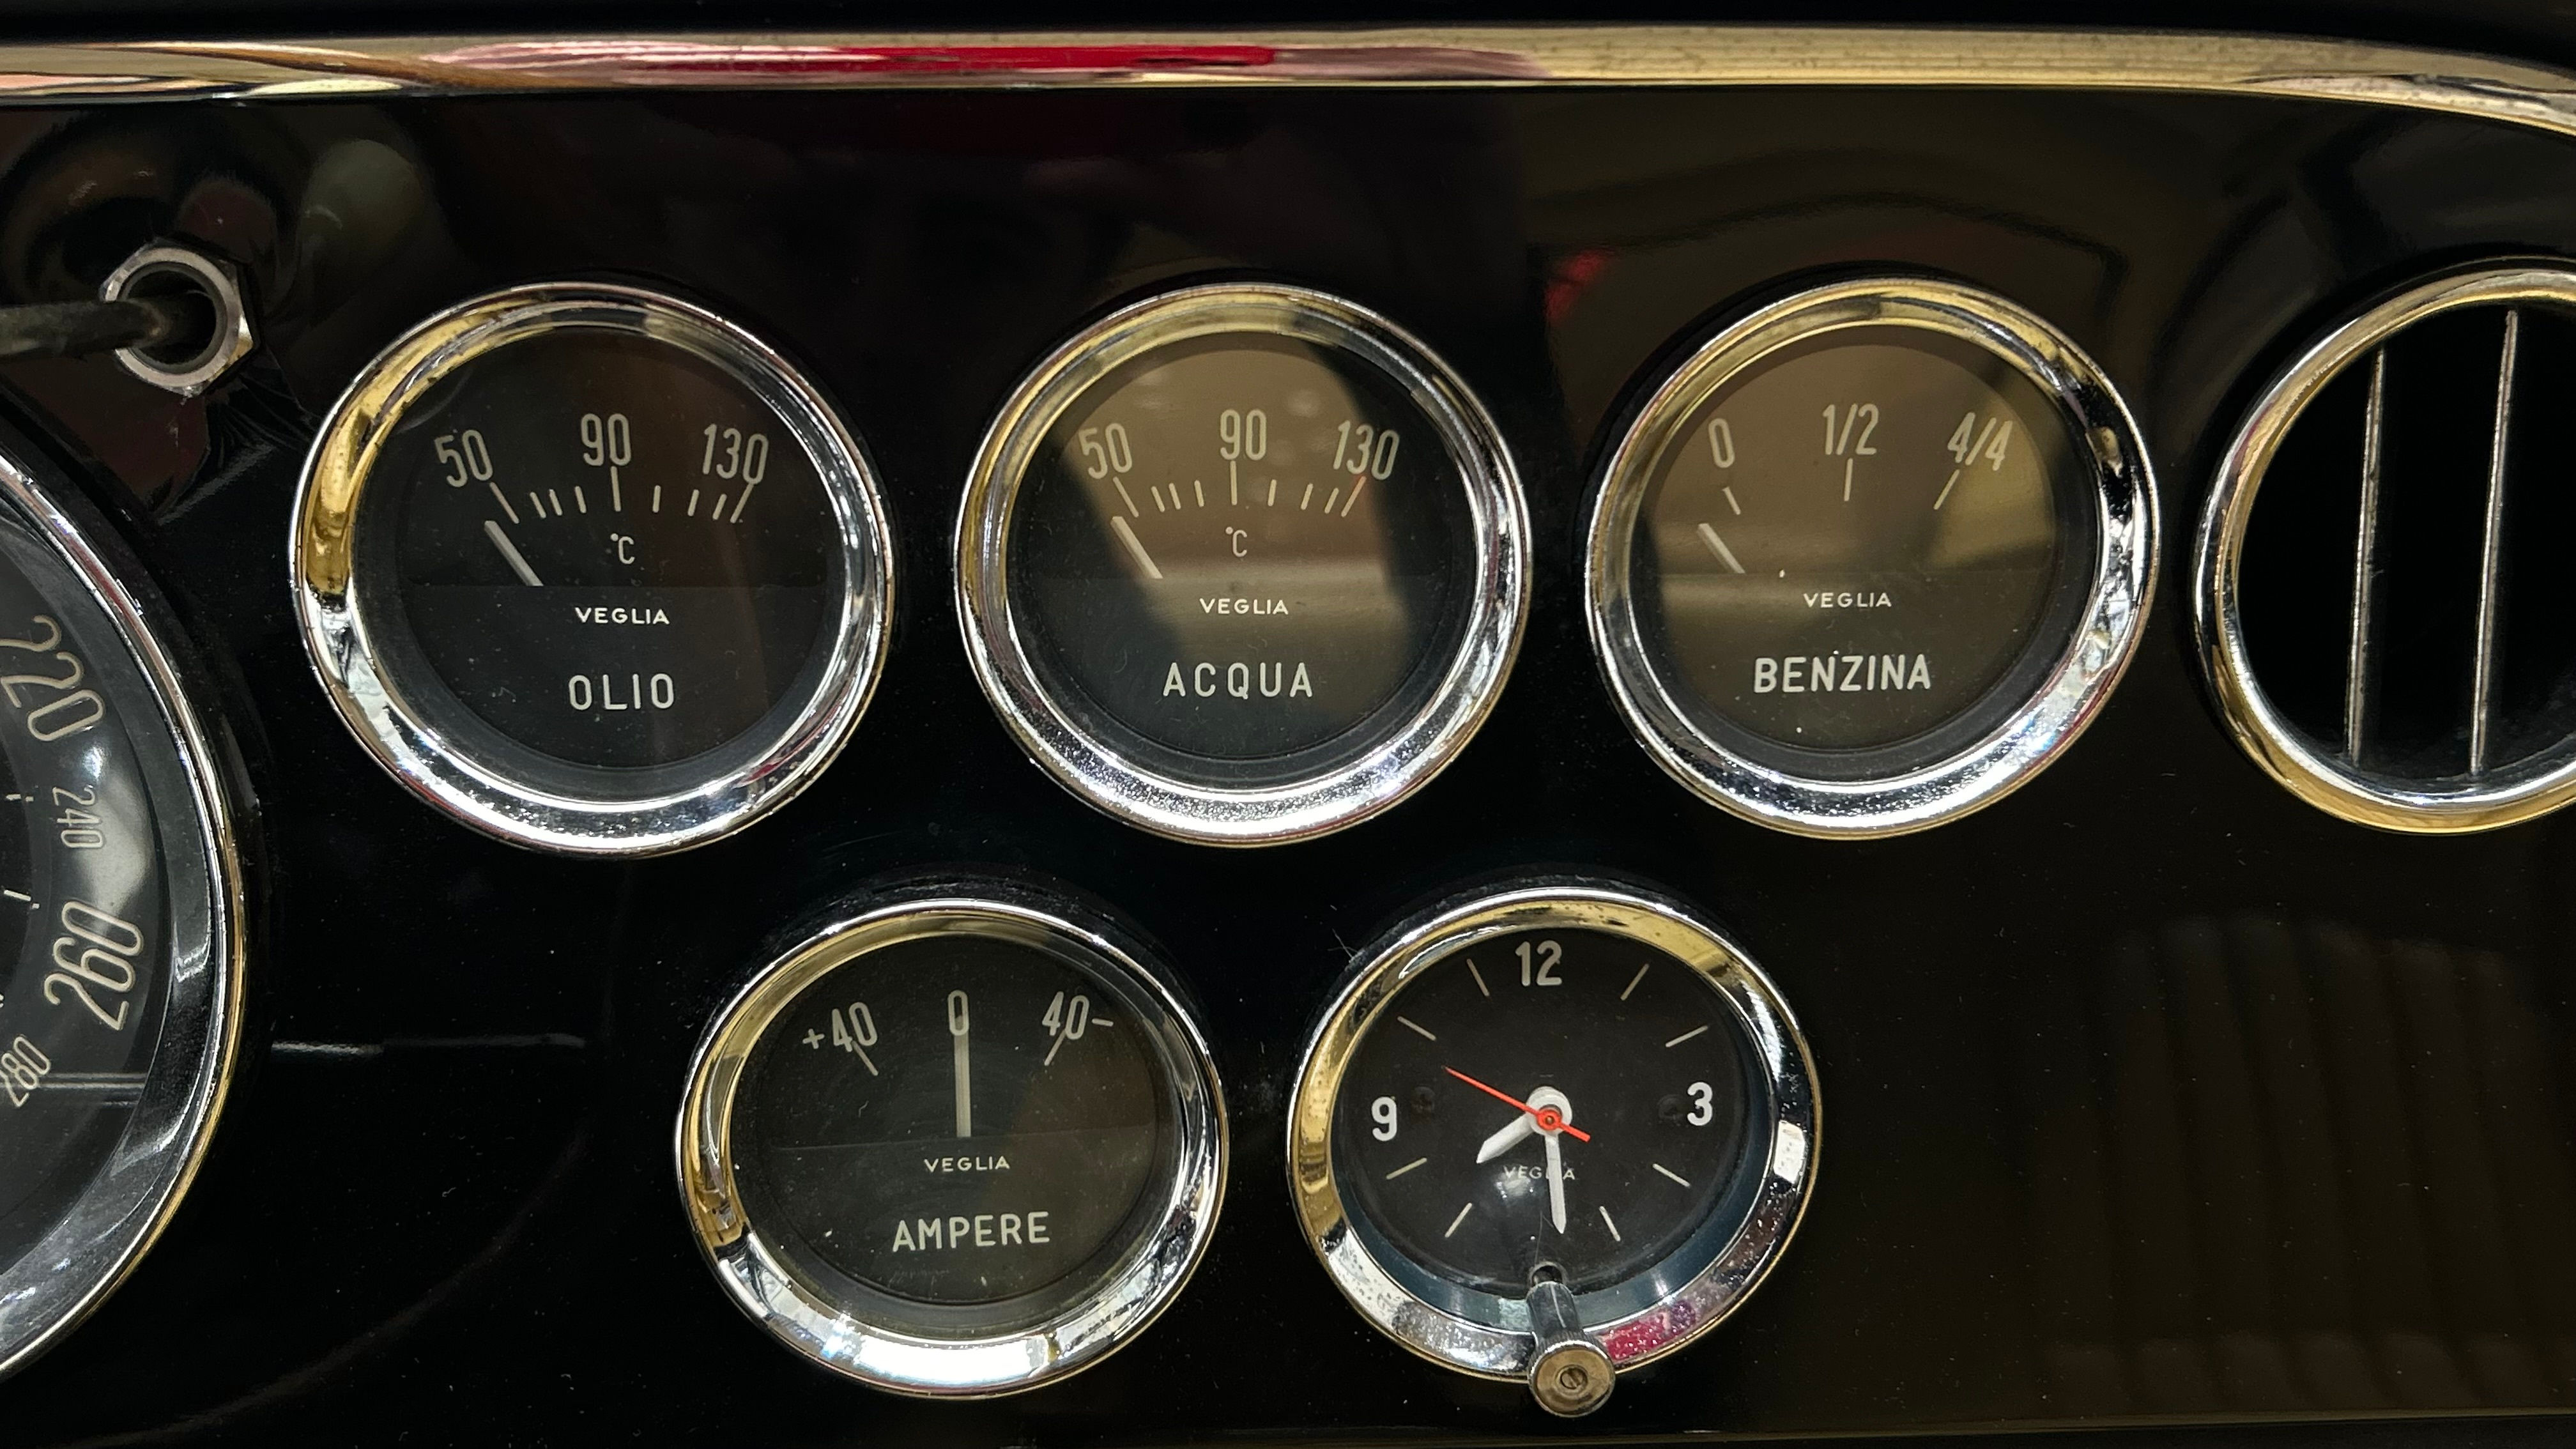 220
240
260
280
50 90 130
°C
VEGLIA
OLIO
50 90 130
°C
VEGLIA
ACQUA
0 1/2 4/4
VEGLIA
BENZINA
+40 0 40-
VEGLIA
AMPERE
12
9 3
VEGLIA